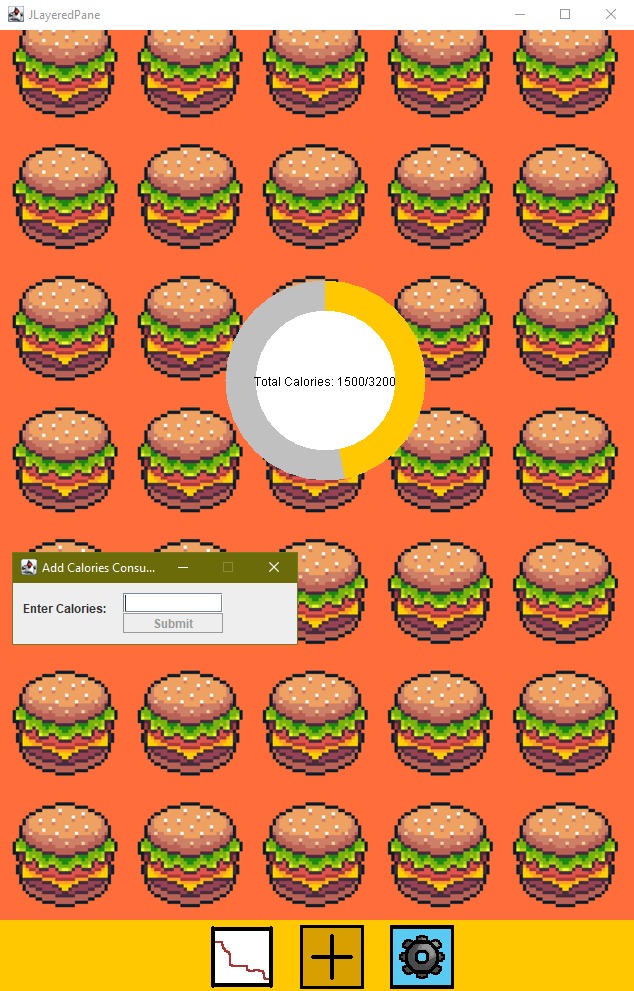 JLayeredPane
Total Calories: 1500/3200
Add Calories Consu...
Enter Calories:
Submit